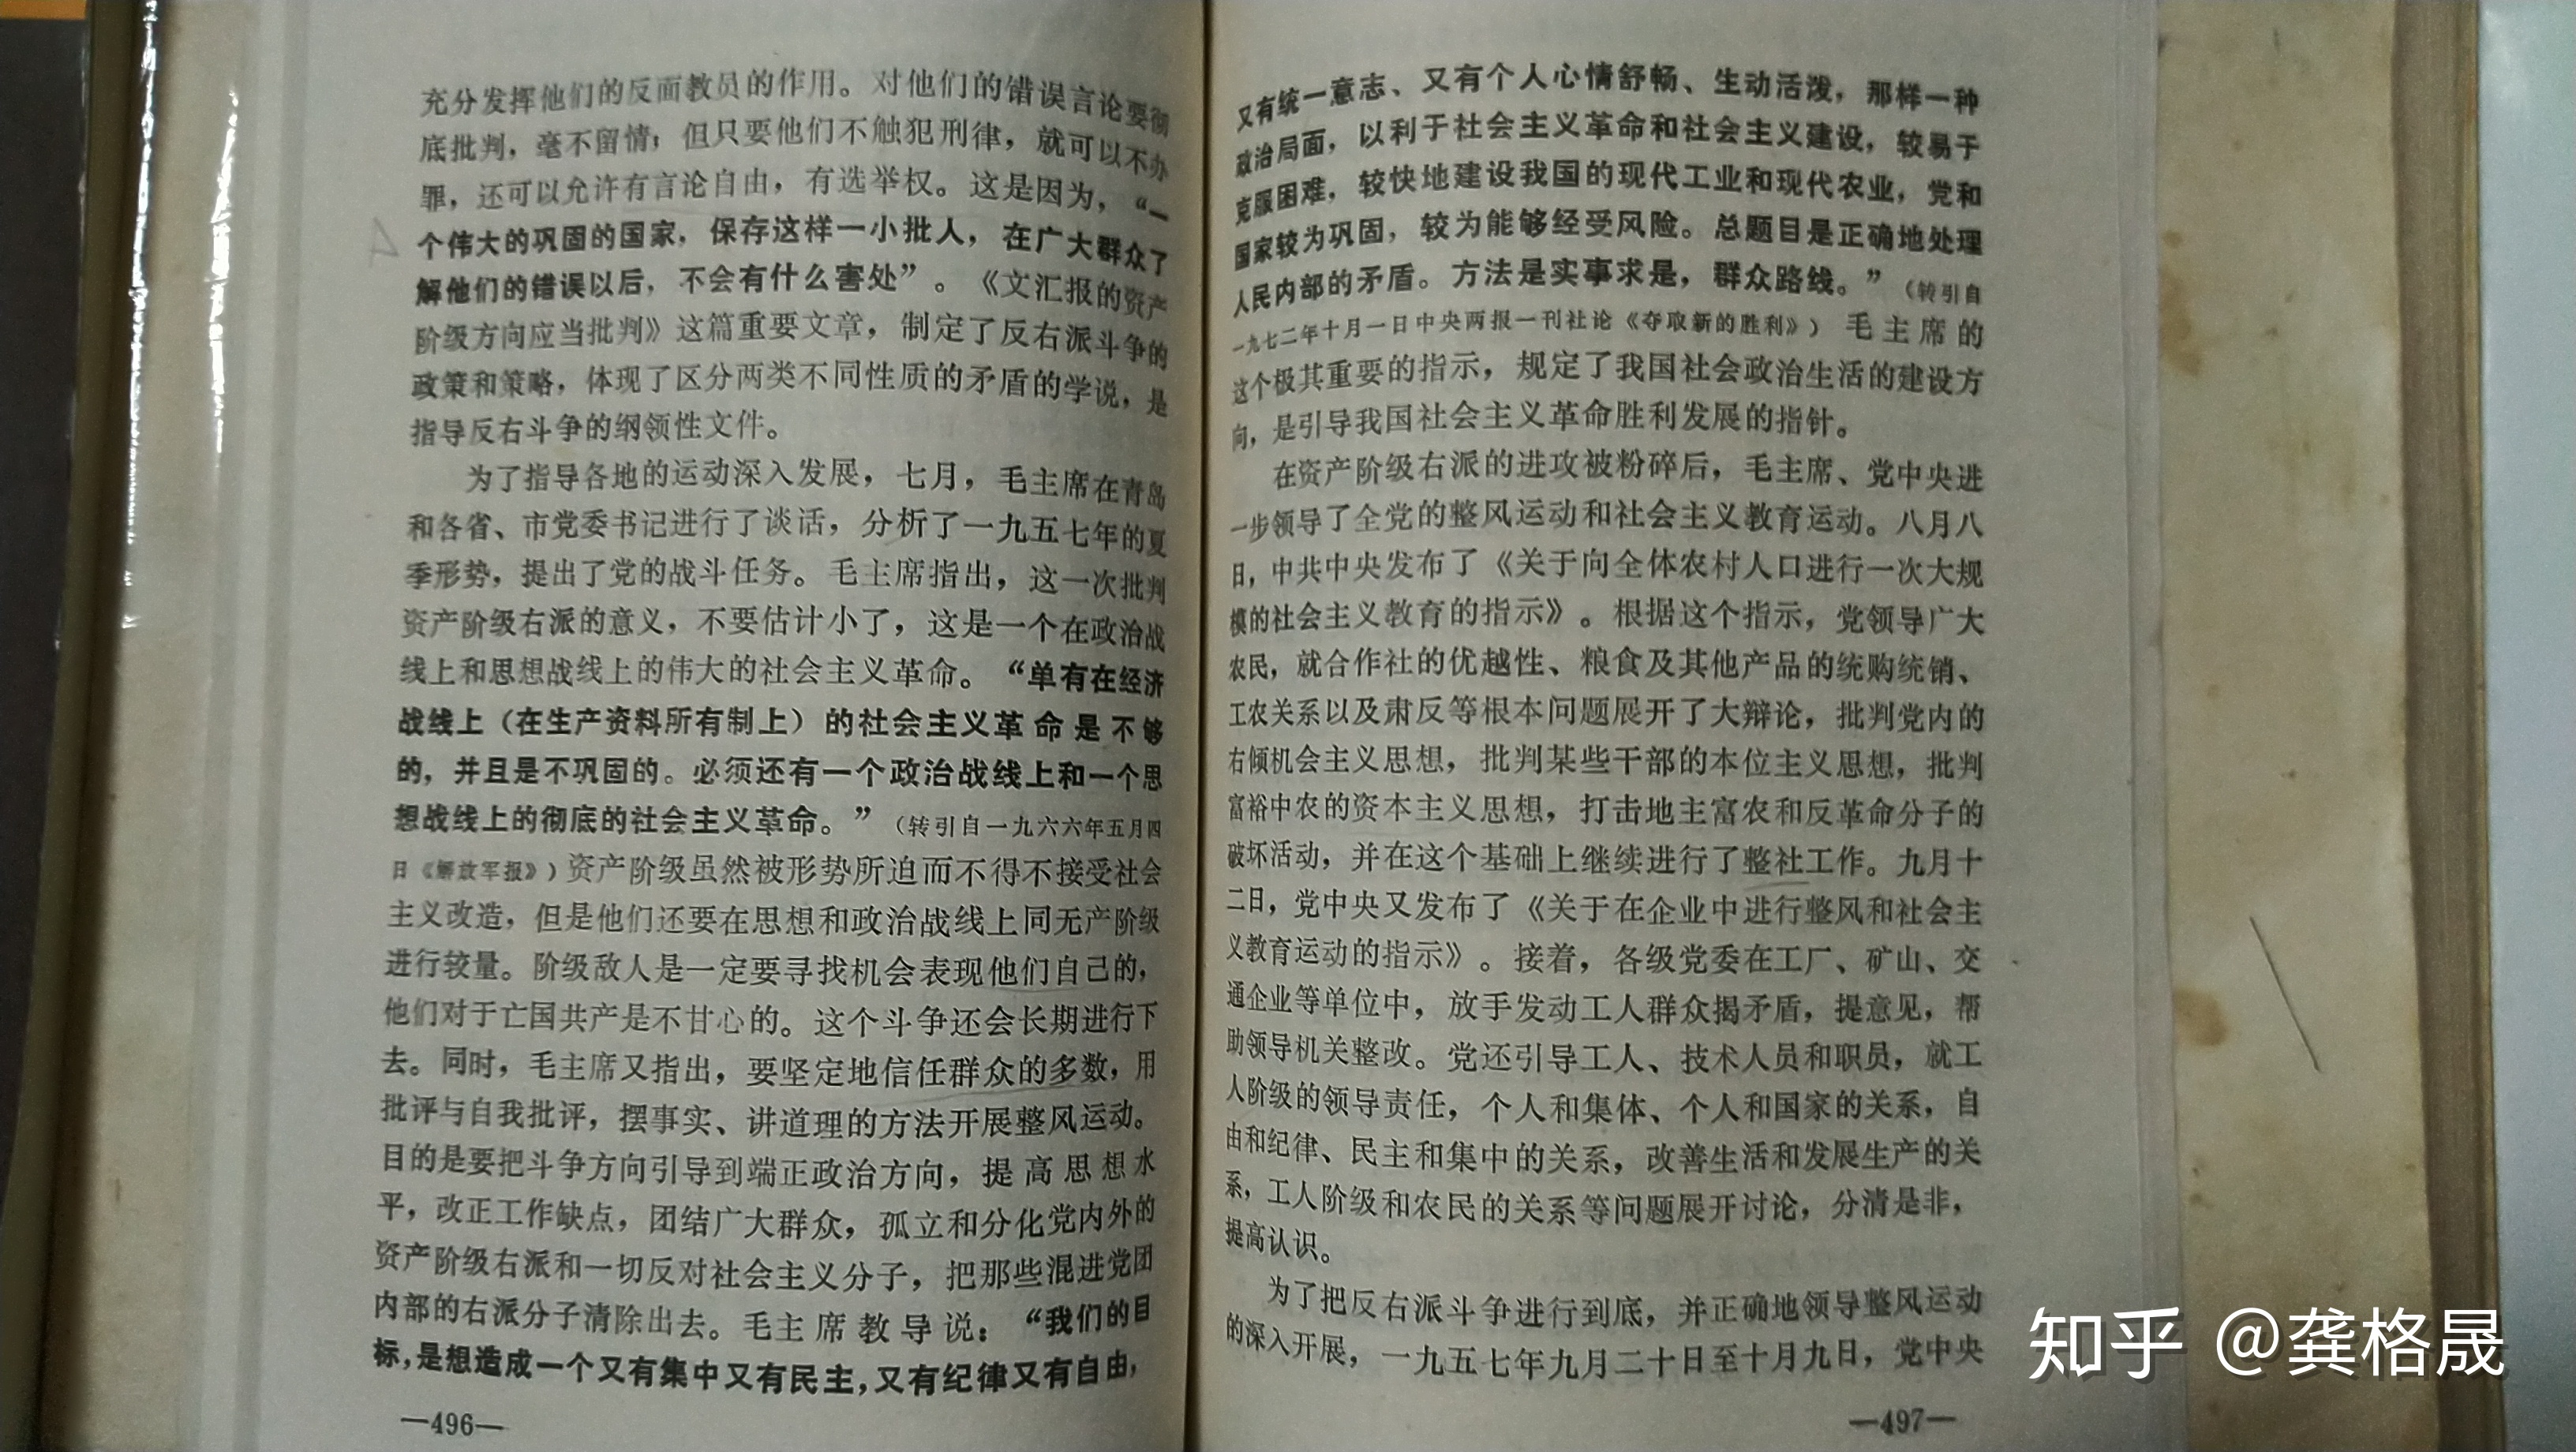 充分发挥他们的反面教员的作用。对他们的错误言论要彻
底批判，毫不留情；但只要他们不触犯刑律，就可以不办
罪，还可以允许有言论自由，有选举权。这是因为，“一
个伟大的巩固的国家，保存这样一小批人，在广大群众了
解他们的错误以后，不会有什么害处”。《文汇报的资产
阶级方向应当批判》这篇重要文章，制定了反右派斗争的
政策和策略，体现了区分两类不同性质的矛盾的学说，是
指导反右斗争的纲领性文件。
为了指导各地的运动深入发展，七月，毛主席在青岛
和各省、市党委书记进行了谈话，分析了一九五七年的夏
季形势，提出了党的战斗任务。毛主席指出，这一次批判
资产阶级右派的意义，不要估计小了，这是一个在政治战
线上和思想战线上的伟大的社会主义革命。“单有在经济
战线上（在生产资料所有制上）的社会主义革命是不够
的，并且是不巩固的。必须还有一个政治战线上和一个思
想战线上的彻底的社会主义革命。”（转引自一九六六年五月四
日《解放军报》）资产阶级虽然被形势所迫而不得不接受社会
主义改造，但是他们还要在思想和政治战线上同无产阶级
进行较量。阶级敌人是一定要寻找机会表现他们自己的，
他们对于亡国共产是不甘心的。这个斗争还会长期进行下
去。同时，毛主席又指出，要坚定地信任群众的多数，用
批评与自我批评，摆事实、讲道理的方法开展整风运动。
目的是要把斗争方向引导到端正政治方向，提高思想水
平，改正工作缺点，团结广大群众，孤立和分化党内外的
资产阶级右派和一切反对社会主义分子，把那些混进党团
内部的右派分子清除出去。毛主席教导说：“我们的目
标，是想造成一个又有集中又有民主，又有纪律又有自由，
—496—
又有统一意志、又有个人心情舒畅、生动活泼，那样一种
政治局面，以利于社会主义革命和社会主义建设，较易于
克服困难，较快地建设我国的现代工业和现代农业，党和
国家较为巩固，较为能够经受风险。总题目是正确地处理
人民内部的矛盾。方法是实事求是，群众路线。”（转引自
一九七二年十月一日中央两报一刊社论《夺取新的胜利》）毛主席的
这个极其重要的指示，规定了我国社会政治生活的建设方
向，是引导我国社会主义革命胜利发展的指针。
在资产阶级右派的进攻被粉碎后，毛主席、党中央进
一步领导了全党的整风运动和社会主义教育运动。八月八
日，中共中央发布了《关于向全体农村人口进行一次大规
模的社会主义教育的指示》。根据这个指示，党领导广大
农民，就合作社的优越性、粮食及其他产品的统购统销、
工农关系以及肃反等根本问题展开了大辩论，批判党内的
右倾机会主义思想，批判某些干部的本位主义思想，批判
富裕中农的资本主义思想，打击地主富农和反革命分子的
破坏活动，并在这个基础上继续进行了整社工作。九月十
二日，党中央又发布了《关于在企业中进行整风和社会主
义教育运动的指示》。接着，各级党委在工厂、矿山、交
通企业等单位中，放手发动工人群众揭矛盾，提意见，帮
助领导机关整改。党还引导工人、技术人员和职员，就工
人阶级的领导责任，个人和集体、个人和国家的关系，自
由和纪律、民主和集中的关系，改善生活和发展生产的关
系，工人阶级和农民的关系等问题展开讨论，分清是非，
提高认识。
为了把反右派斗争进行到底，并正确地领导整风运动
的深入开展，一九五七年九月二十日至十月九日，党中央
—497—
知乎 @龚格晟